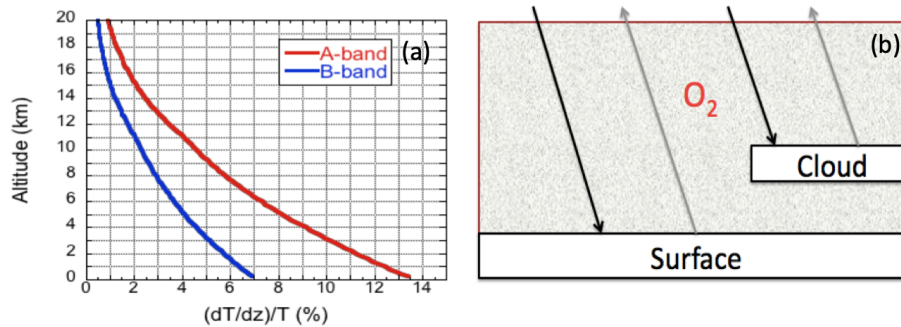 20
18
16
14
12
10
8
6
4
2
0
Altitude (km)
A-band
B-band
(a)
0 2 4 6 8 10 12 14
(dT/dz)/T (%)
(b)
O2
Cloud
Surface